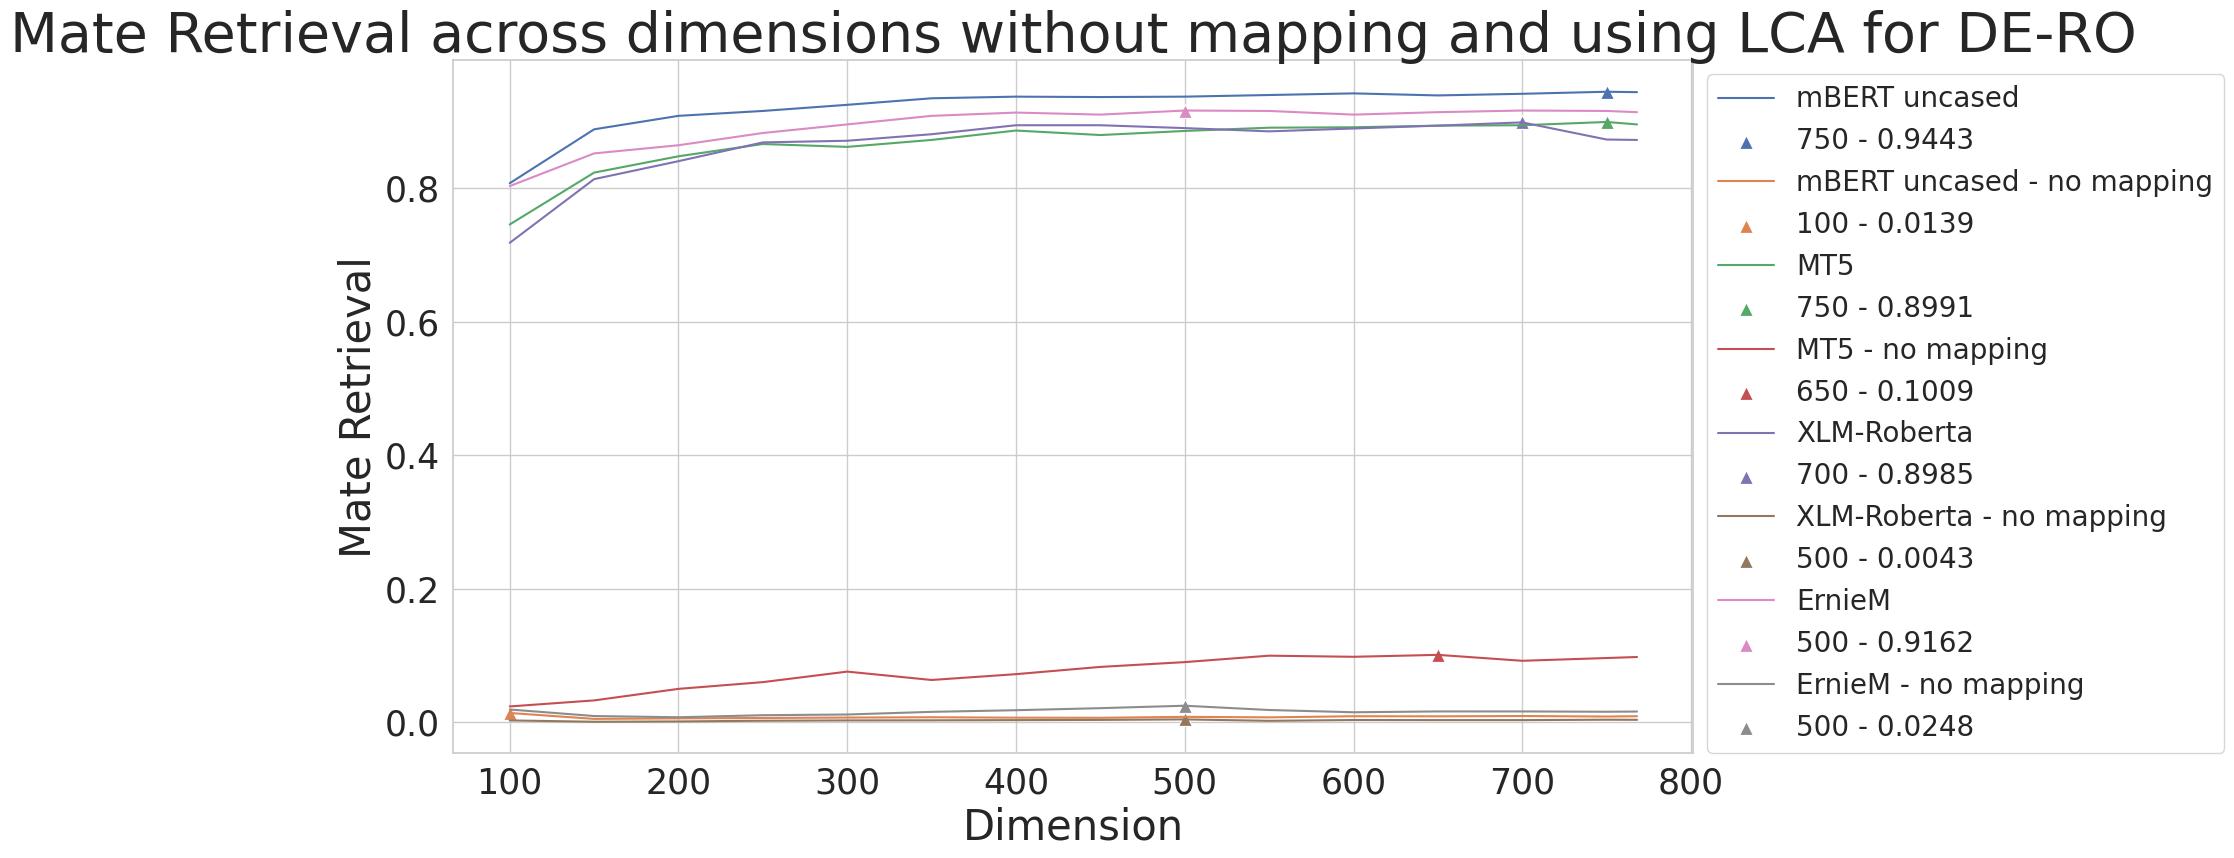 Mate Retrieval across dimensions without mapping and using LCA for DE-RO
Mate Retrieval
0.8
0.6
0.4
0.2
0.0
100 200 300 400 500 600 700 800
Dimension
mBERT uncased
750 - 0.9443
mBERT uncased - no mapping
100 - 0.0139
MT5
750 - 0.8991
MT5 - no mapping
650 - 0.1009
XLM-Roberta
700 - 0.8985
XLM-Roberta - no mapping
500 - 0.0043
ErnieM
500 - 0.9162
ErnieM - no mapping
500 - 0.0248